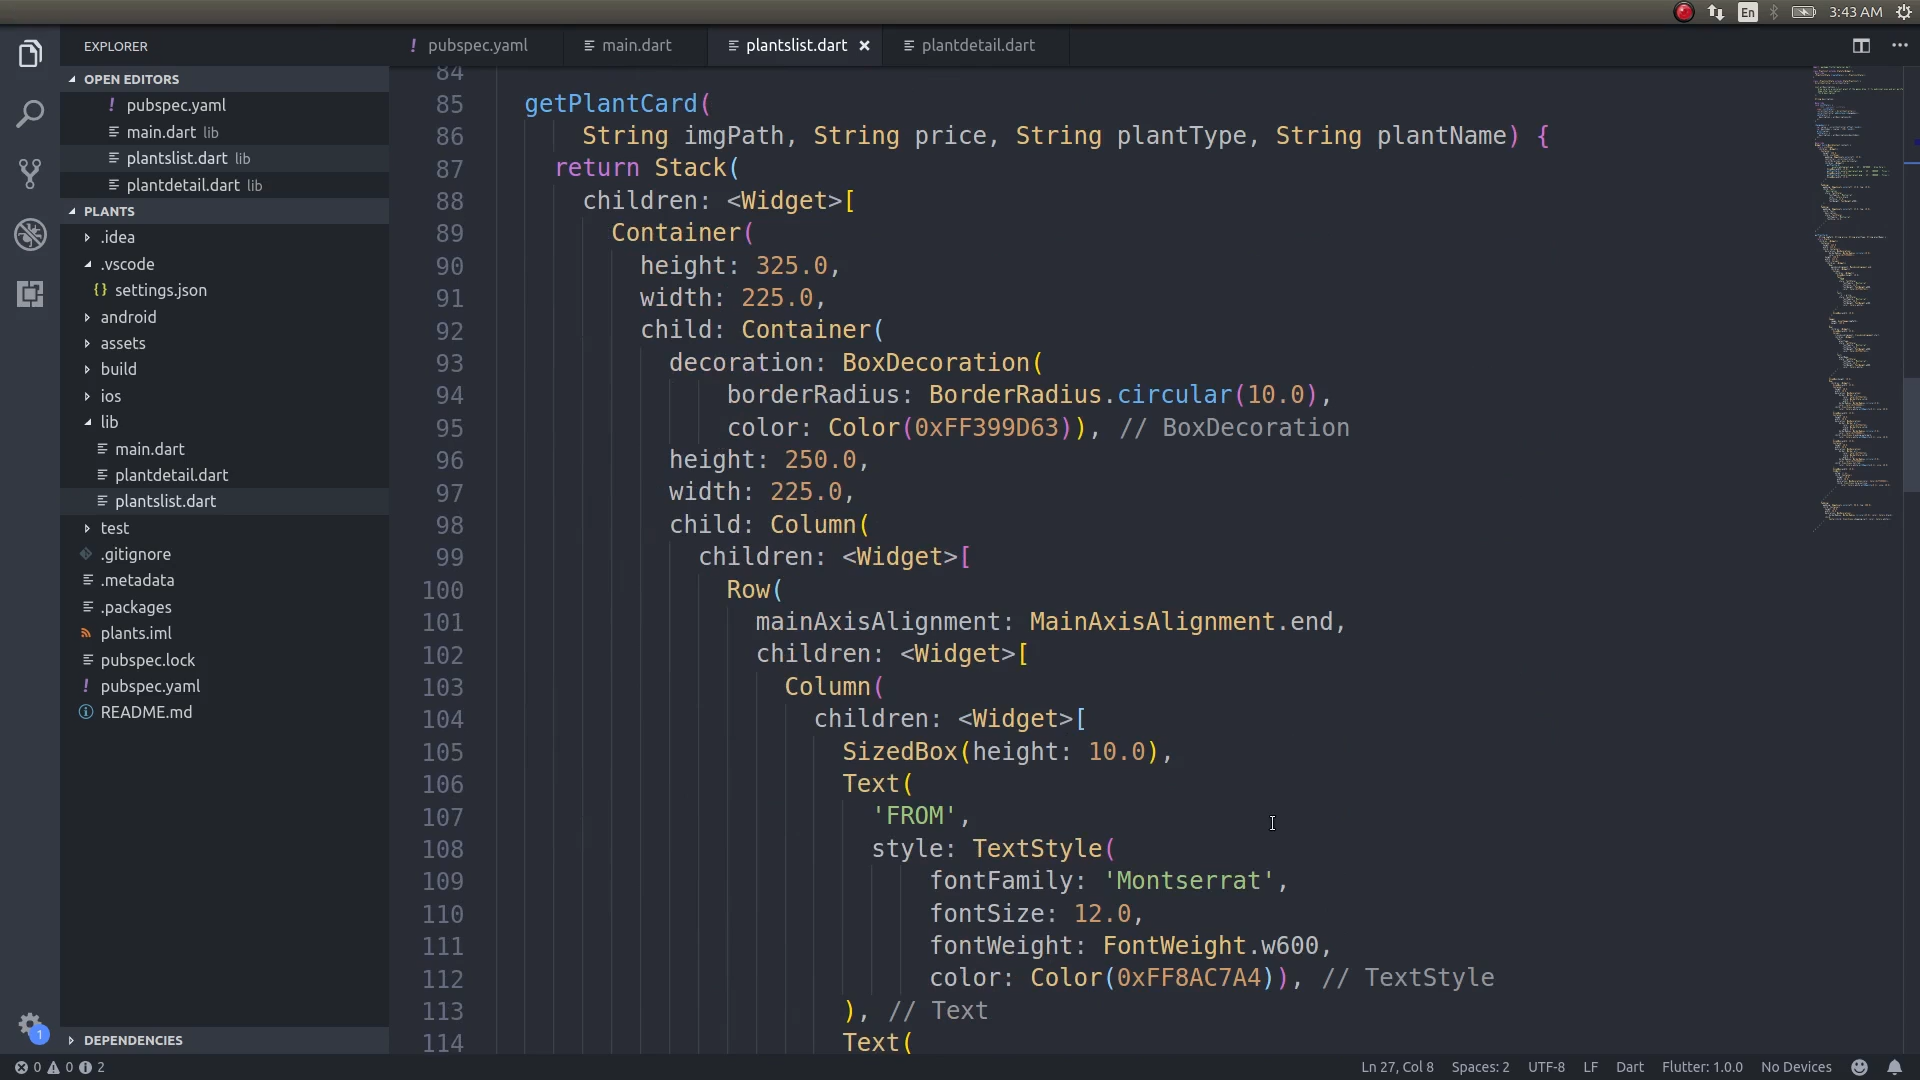 En
3:43 AM
EXPLORER
OPEN EDITORS
! pubspec.yaml
main.dart lib
plantslist.dart lib
plantdetail.dart lib
PLANTS
.idea
.vscode
{} settings.json
android
assets
build
ios
lib
main.dart
plantdetail.dart
plantslist.dart
test
.gitignore
.metadata
.packages
plants.iml
pubspec.lock
! pubspec.yaml
README.md
DEPENDENCIES
1
! pubspec.yaml
main.dart
plantslist.dart ×
plantdetail.dart
84
85 getPlantCard(
86 String imgPath, String price, String plantType, String plantName) {
87 return Stack(
88 children: <Widget>[
89 Container(
90 height: 325.0,
91 width: 225.0,
92 child: Container(
93 decoration: BoxDecoration(
94 borderRadius: BorderRadius.circular(10.0),
95 color: Color(0xFF399D63)), // BoxDecoration
96 height: 250.0,
97 width: 225.0,
98 child: Column(
99 children: <Widget>[
100 Row(
101 mainAxisAlignment: MainAxisAlignment.end,
102 children: <Widget>[
103 Column(
104 children: <Widget>[
105 SizedBox(height: 10.0),
106 Text(
107 'FROM',
108 style: TextStyle(
109 fontFamily: 'Montserrat',
110 fontSize: 12.0,
111 fontWeight: FontWeight.w600,
112 color: Color(0xFF8AC7A4)), // TextStyle
113 ), // Text
114 Text(
0 0 2
Ln 27, Col 8 Spaces: 2 UTF-8 LF Dart Flutter: 1.0.0 No Devices